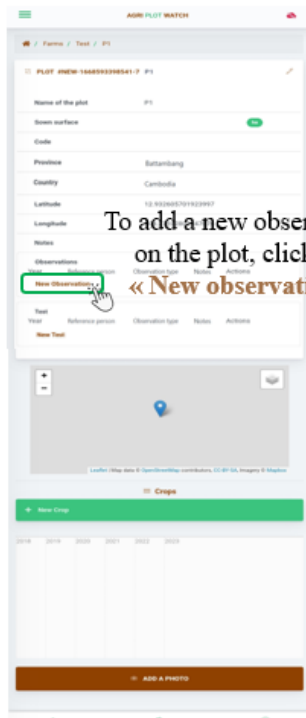 AGRI PLOT WATCH
/ Farms / Test / P1
PLOT #NEW-1668593398541-7 P1
Name of the plot P1
Sown surface
Code
Province Battambang
Country Cambodia
Latitude 12.932605701923997
Longitude
To add a new obser
Notes
on the plot, clic
Observations
Year Reference person Observation type Notes Actions
New Observation
« New observati
Test
Year Reference person Observation type Notes Actions
New Test
+
−
Leaflet | Map data © OpenStreetMap contributors, CC-BY-SA, Imagery © Mapbox
Crops
+ New Crop
2018 2019 2020 2021 2022 2023
ADD A PHOTO